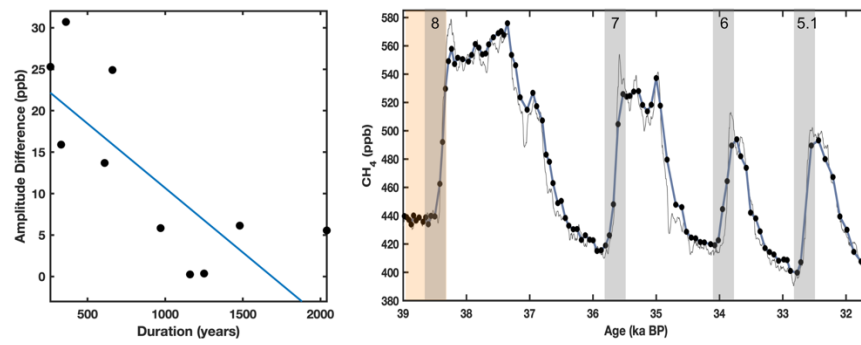 30
25
20
15
10
5
0
Amplitude Difference (ppb)
500 1000 1500 2000
Duration (years)
8 7 6 5.1
580
560
540
520
500
480
460
440
420
400
380
CH₄ (ppb)
39 38 37 36 35 34 33 32
Age (ka BP)